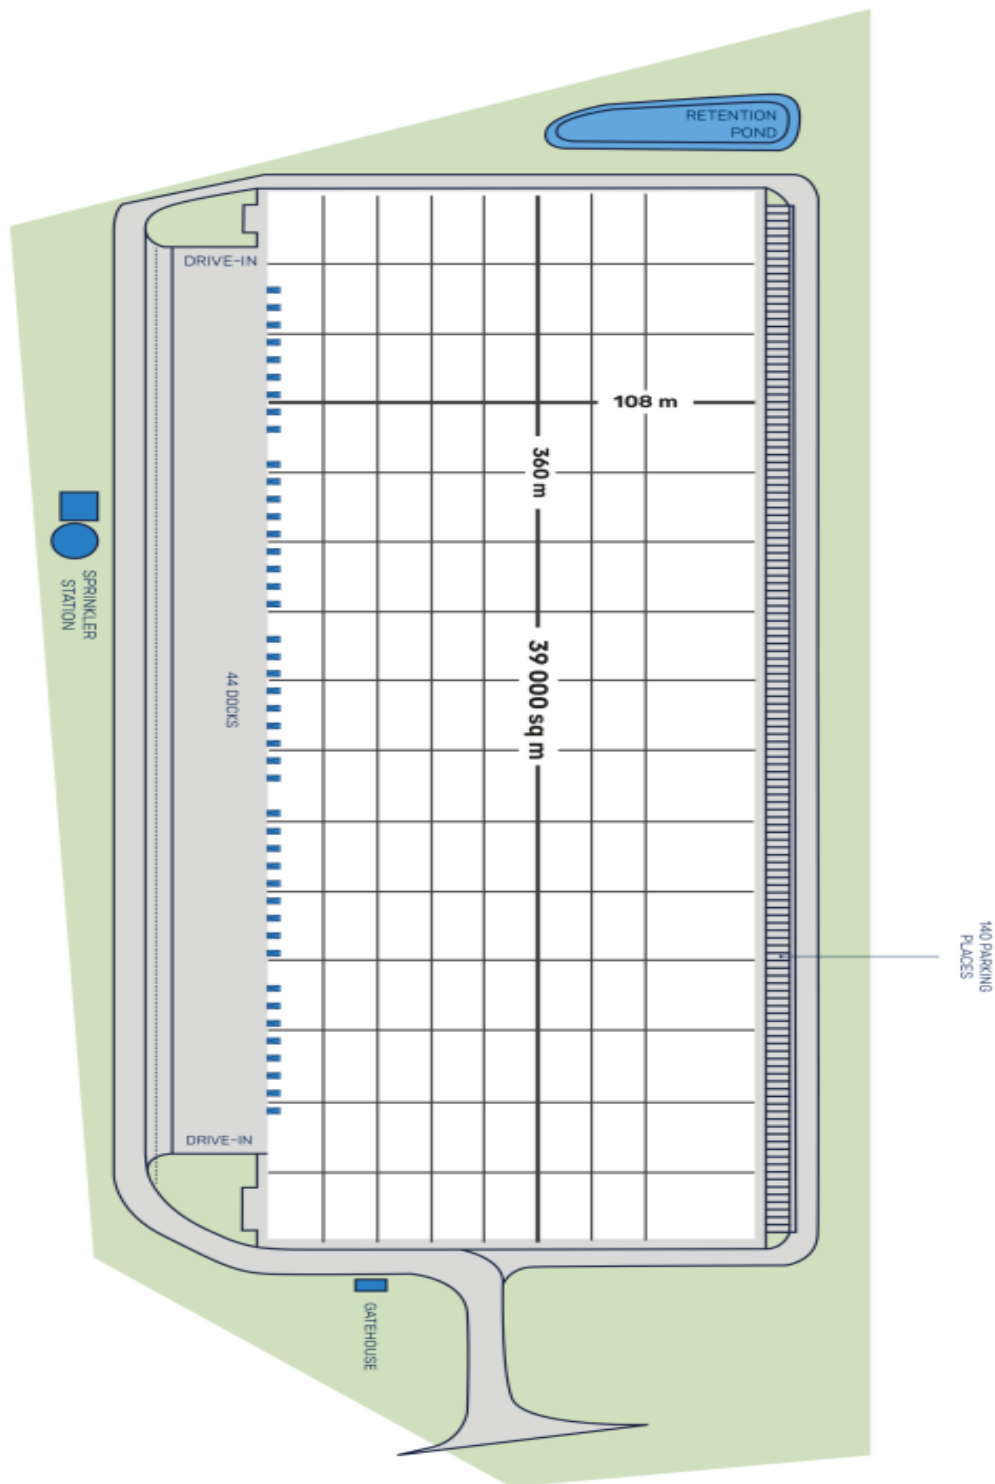 RETENTION
POND
DRIVE-IN
108 m
360 m
SPRINKLER
STATION
39 000 sq m
44 DOCKS
140 PARKING
PLACES
DRIVE-IN
GATEHOUSE